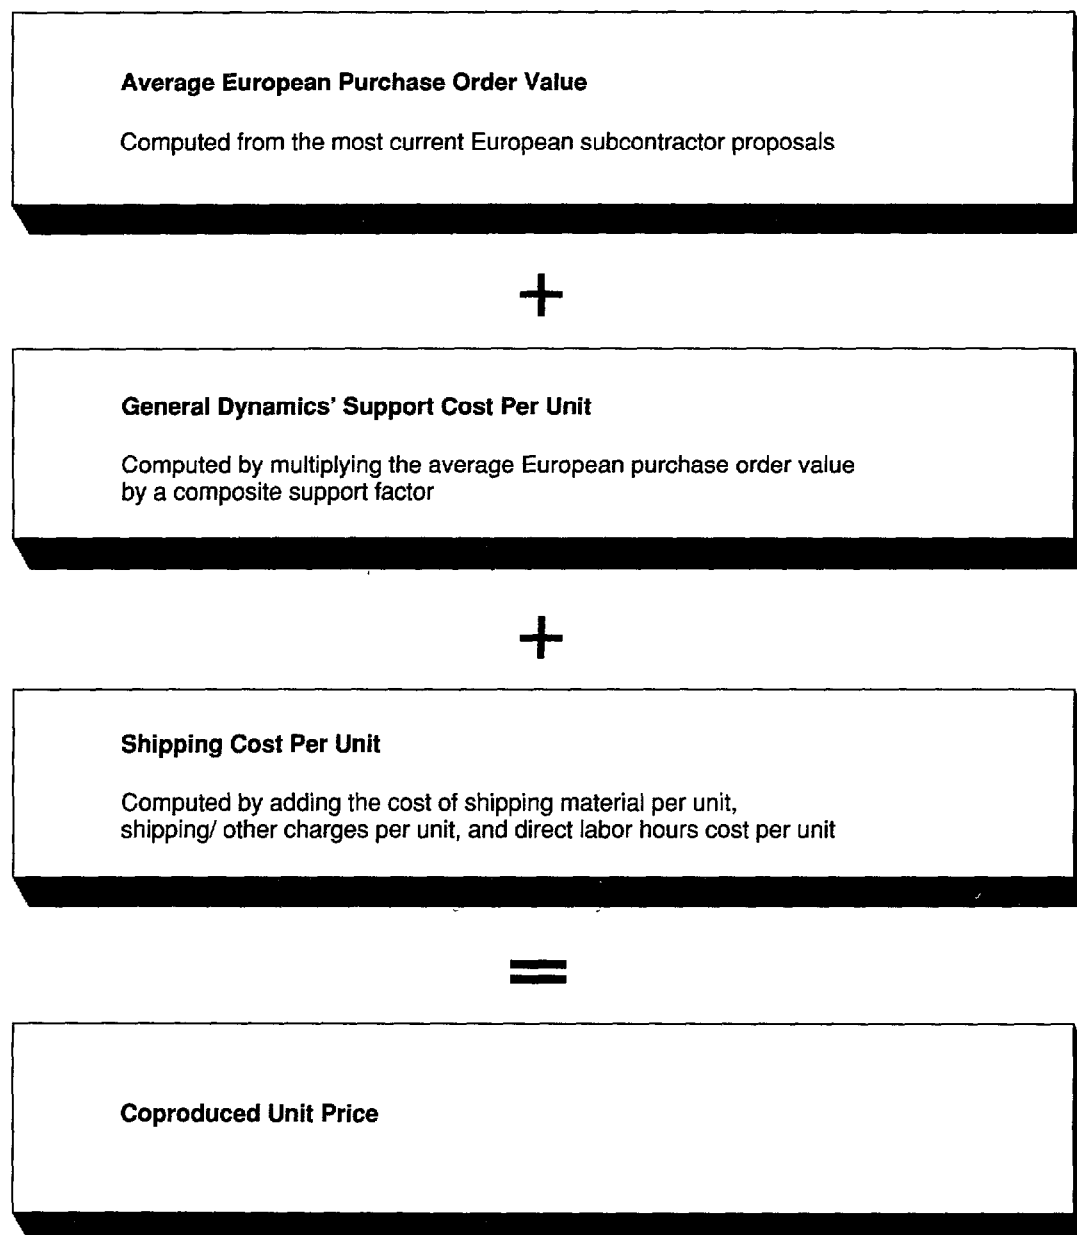 Average European Purchase Order Value
Computed from the most current European subcontractor proposals
+
General Dynamics' Support Cost Per Unit
Computed by multiplying the average European purchase order value
by a composite support factor
+
Shipping Cost Per Unit
Computed by adding the cost of shipping material per unit,
shipping/ other charges per unit, and direct labor hours cost per unit
=
Coproduced Unit Price